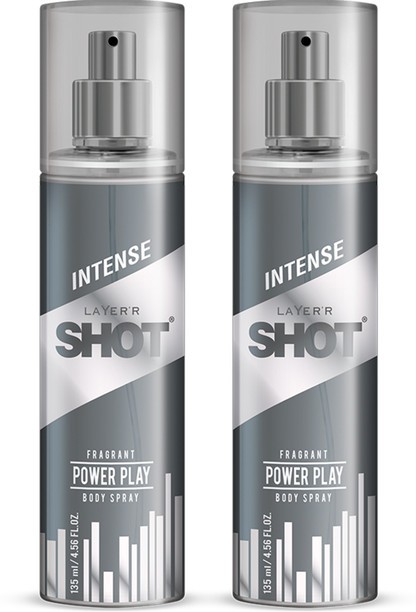 INTENSE
LAYER'R
SHOT®
FRAGRANT
POWER PLAY
BODY SPRAY
135 ml / 4.56 FL.OZ.
INTENSE
LAYER'R
SHOT®
FRAGRANT
POWER PLAY
BODY SPRAY
135 ml / 4.56 FL.OZ.